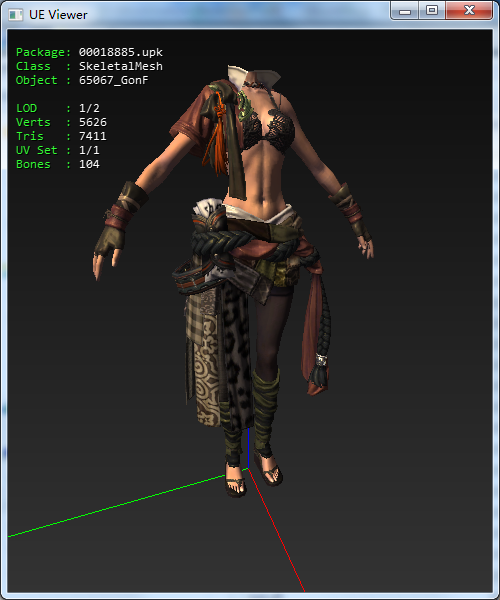 UE Viewer
Package: 00018885.upk
Class : SkeletalMesh
Object : 65067_GonF
LOD : 1/2
Verts : 5626
Tris : 7411
UV Set : 1/1
Bones : 104